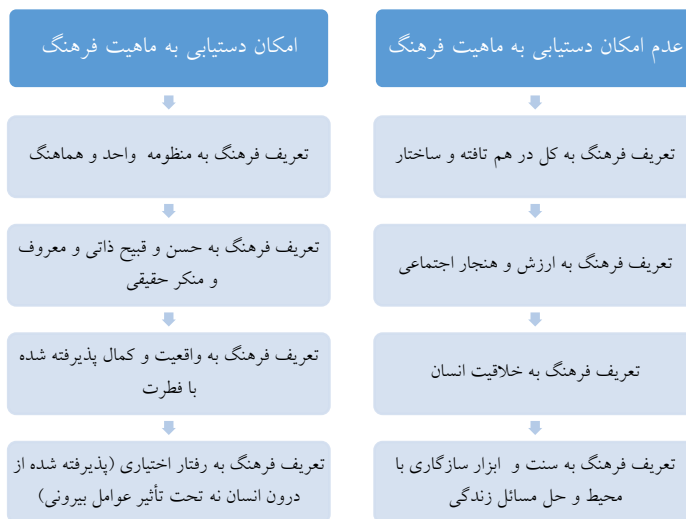 عدم امکان دستیابی به ماهیت فرهنگ
تعریف فرهنگ به کل در هم تافته و ساختار
تعریف فرهنگ به ارزش و هنجار اجتماعی
تعریف فرهنگ به خلاقیت انسان
تعریف فرهنگ به سنت و ابزار سازگاری با
محیط و حل مسائل زندگی
امکان دستیابی به ماهیت فرهنگ
تعریف فرهنگ به منظومه واحد و هماهنگ
تعریف فرهنگ به حسن و قبیح ذاتی و معروف
و منکر حقیقی
تعریف فرهنگ به واقعیت و کمال پذیرفته شده
با فطرت
تعریف فرهنگ به رفتار اختیاری (پذیرفته شده از
درون انسان نه تحت تأثیر عوامل بیرونی)